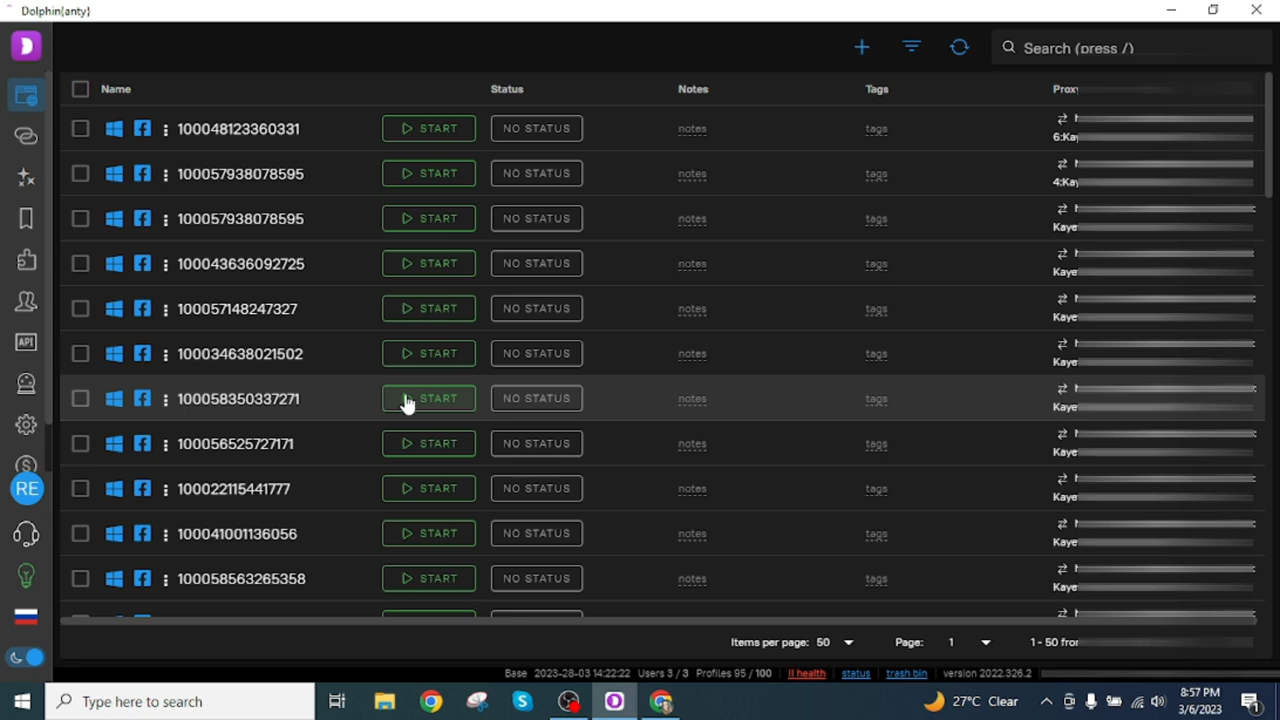 Dolphin{anty}
Search (press /)
Name Status Notes Tags Proxy
100048123360331 START NO STATUS notes tags
6:Kay
100057938078595 START NO STATUS notes tags
4:Kay
100057938078595 START NO STATUS notes tags
Kaye
100043636092725 START NO STATUS notes tags
Kaye
100057148247327 START NO STATUS notes tags
Kaye
100034638021502 START NO STATUS notes tags
Kaye
100058350337271 START NO STATUS notes tags
Kaye
100056525727171 START NO STATUS notes tags
Kaye
100022115441777 START NO STATUS notes tags
Kaye
100041001136056 START NO STATUS notes tags
Kaye
100058563265358 START NO STATUS notes tags
Kaye
API
RE
Items per page: 50 Page: 1 1 - 50 from
Base 2023-28-03 14:22:22 Users 3 / 3 Profiles 95 / 100 II health status trash bin version 2022.326.2
Type here to search 27°C Clear 8:57 PM
3/6/2023